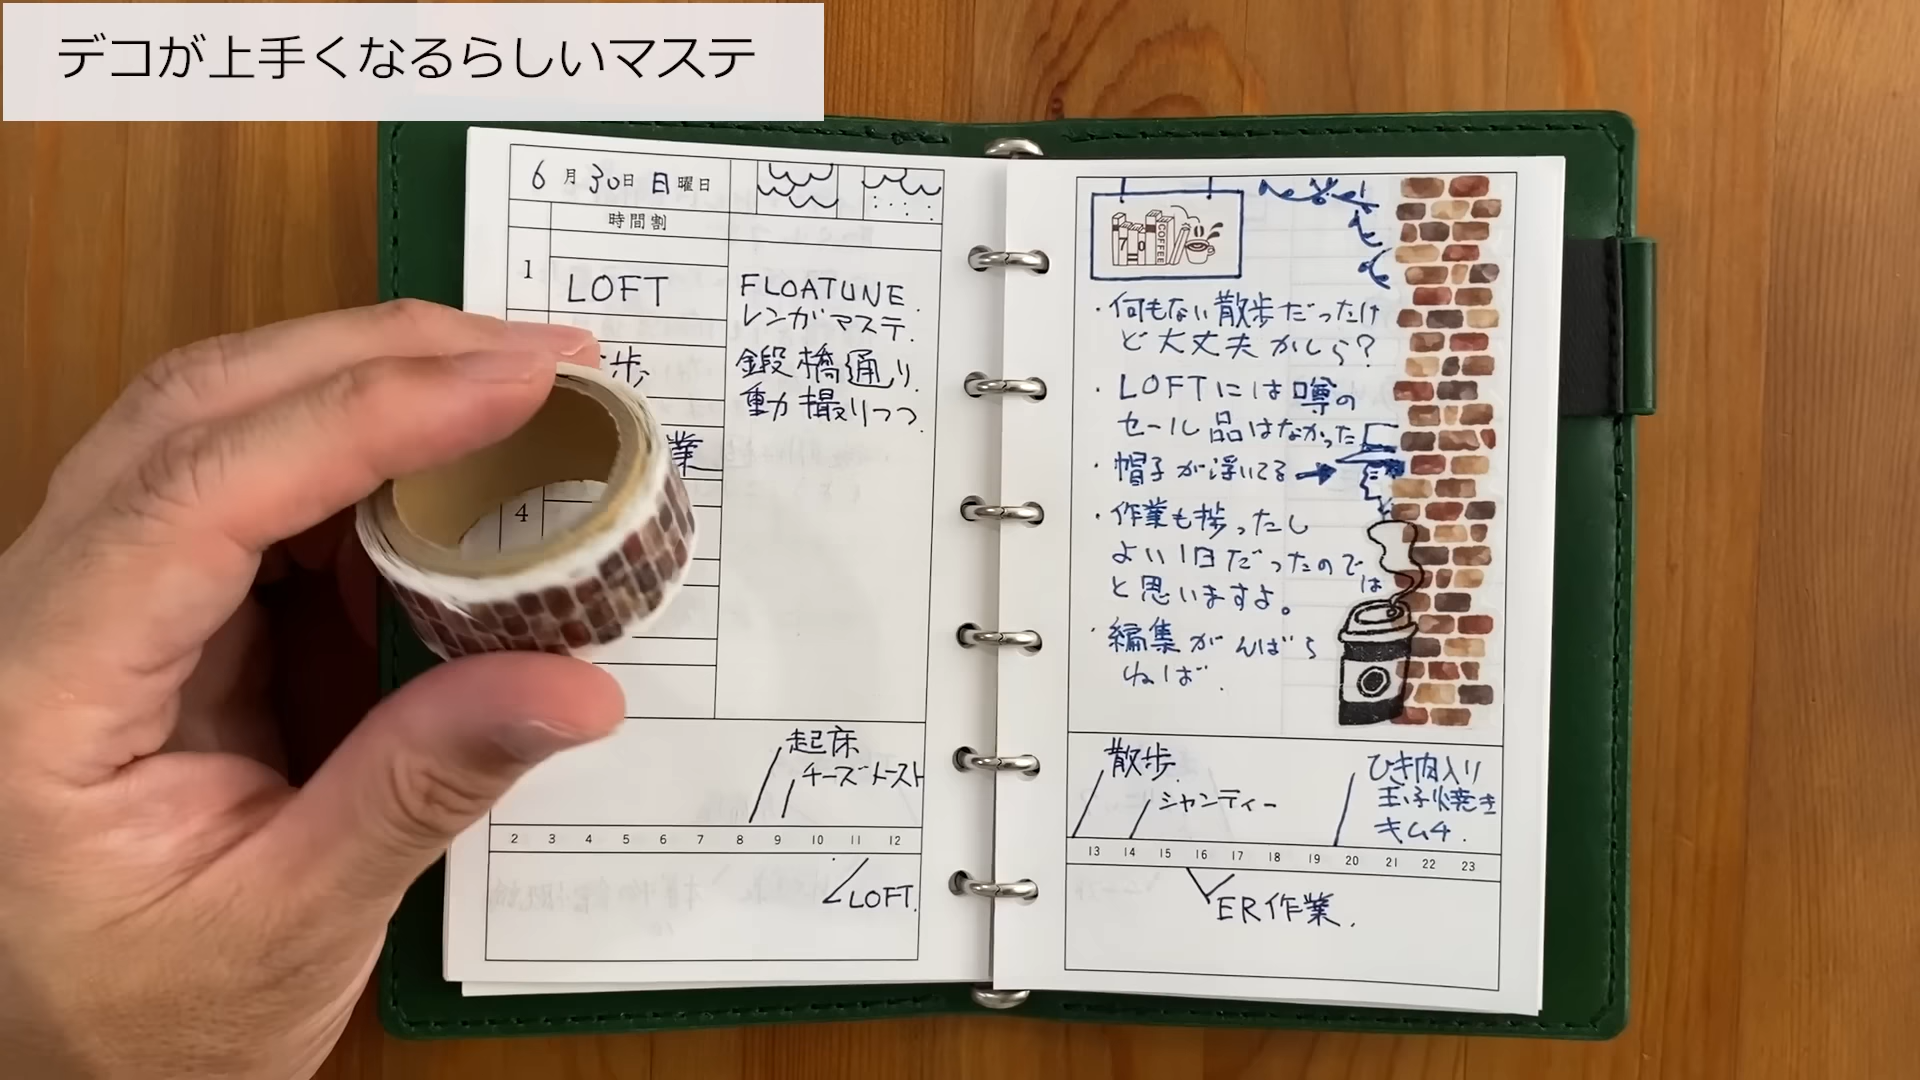 デコが上手くなるらしいマステ
6月30日 日曜日
時間割
1
LOFT
歩
業
4
FLOATUNE.
レンガマステ.
鍛橋通り.
動撮りつつ.
起床
チーズトースト
2 3 4 5 6 7 8 9 10 11 12
LOFT.
70
COFFEE
・何もない散歩だったけ
ど大丈夫かしら?
・LOFTには噂の
セール品はなかった
・帽子が浮いてる→
・作業も捗ったし
よい1日だったので
は
と思いますよ。
・編集がんばら
ねば.
散歩.
シャンティー
ひき肉入り
玉子焼き
キムチ.
13 14 15 16 17 18 19 20 21 22 23
ER作業.